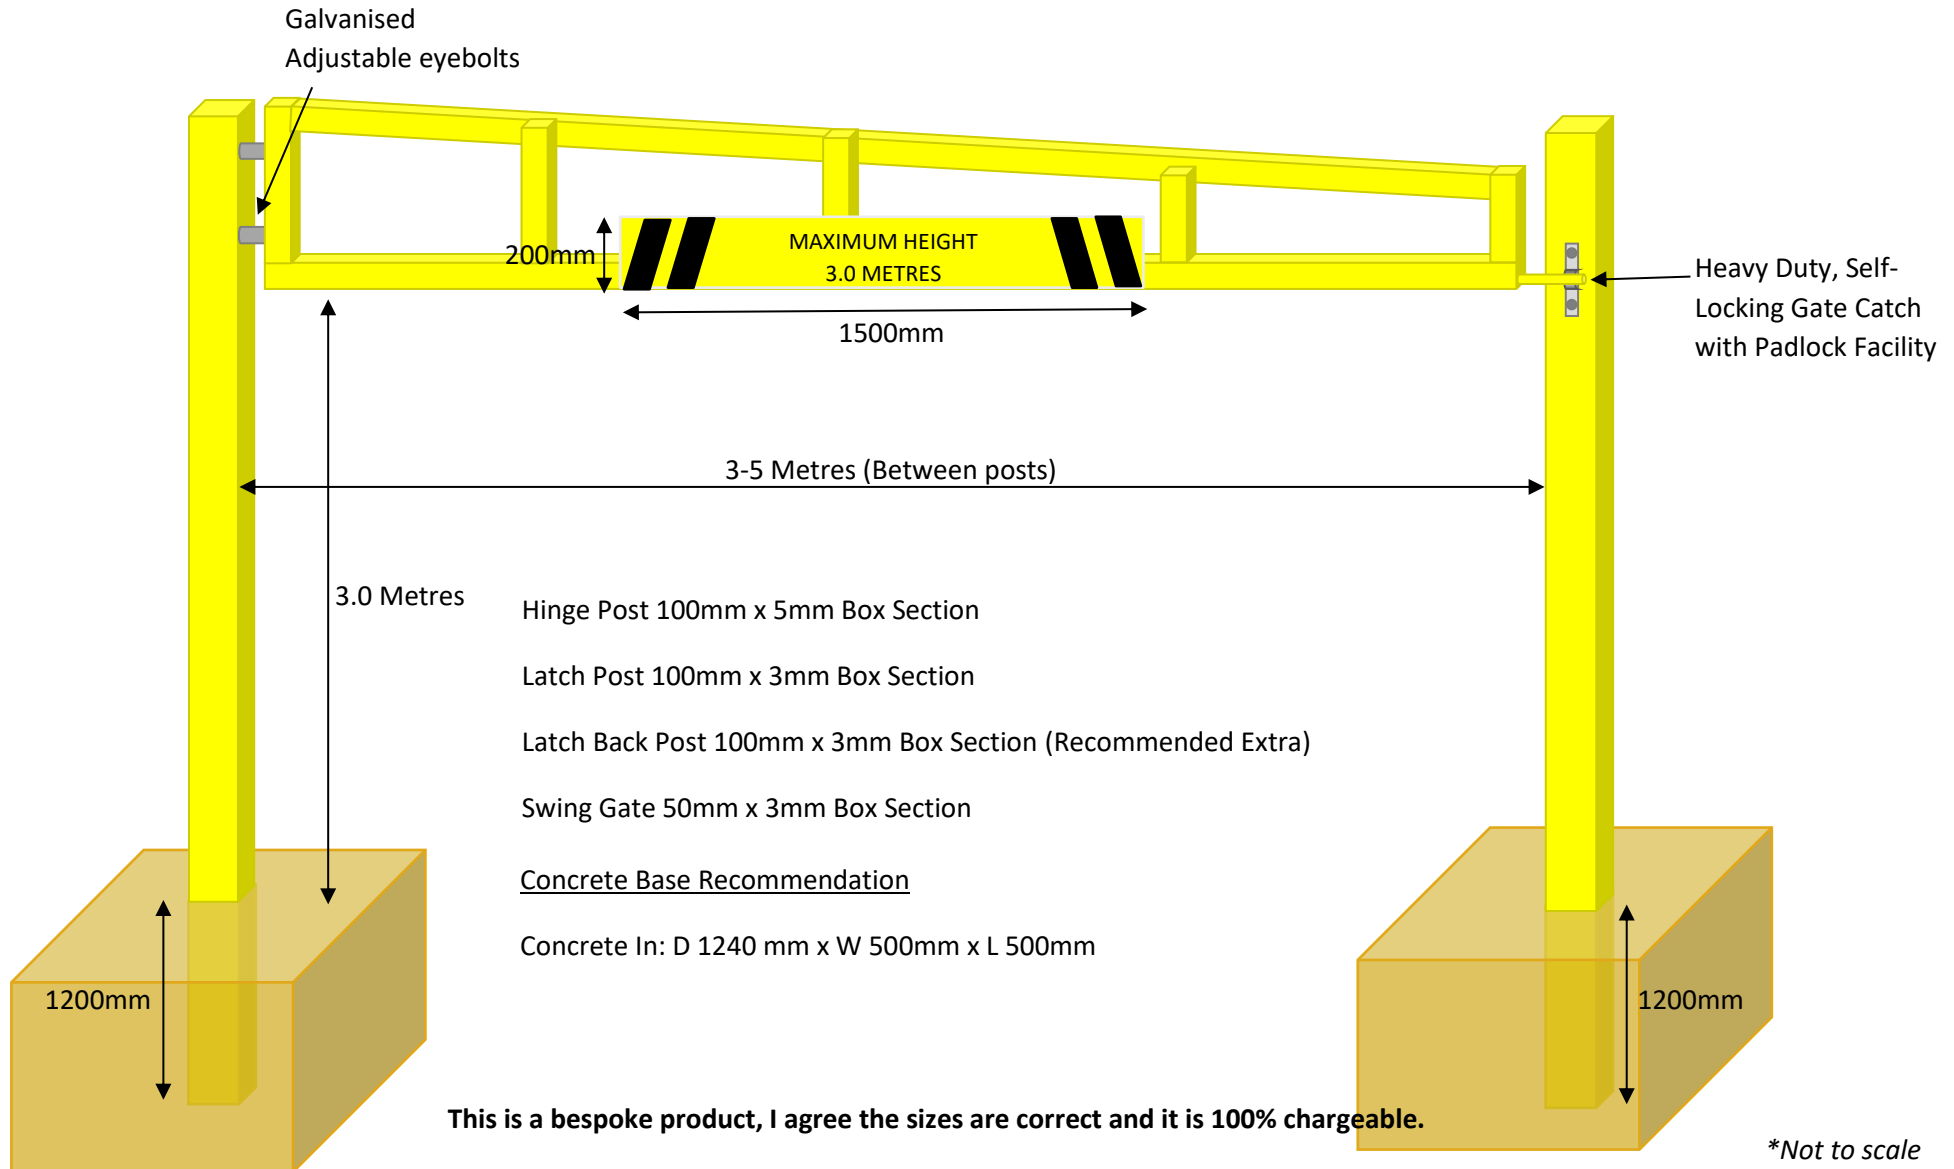 Galvanised
Adjustable eyebolts
200mm
MAXIMUM HEIGHT
3.0 METRES
1500mm
Heavy Duty, Self-
Locking Gate Catch
with Padlock Facility
3-5 Metres (Between posts)
3.0 Metres
Hinge Post 100mm x 5mm Box Section
Latch Post 100mm x 3mm Box Section
Latch Back Post 100mm x 3mm Box Section (Recommended Extra)
Swing Gate 50mm x 3mm Box Section
Concrete Base Recommendation
Concrete In: D 1240 mm x W 500mm x L 500mm
1200mm
1200mm
This is a bespoke product, I agree the sizes are correct and it is 100% chargeable.
*Not to scale